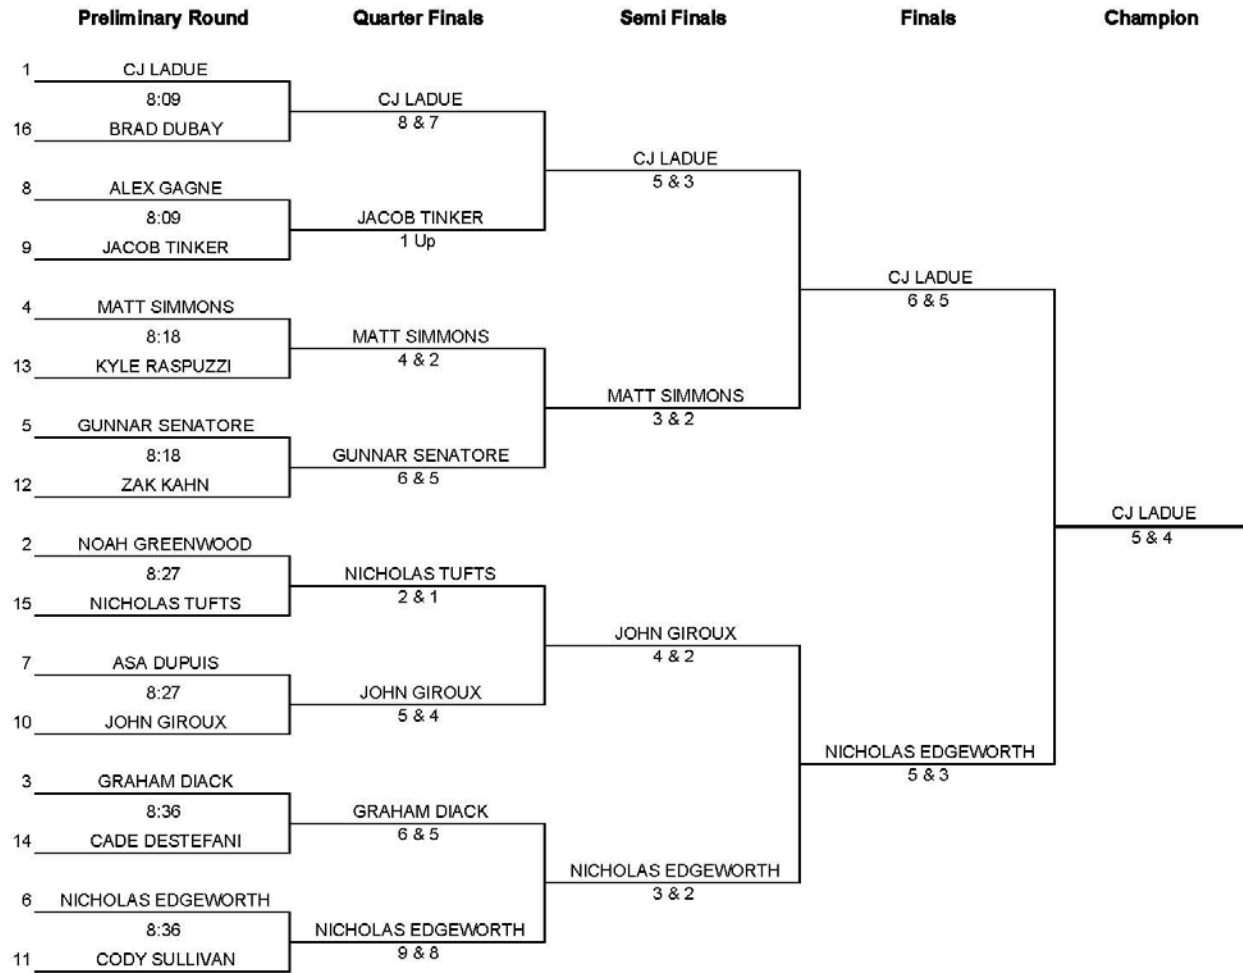 Preliminary Round Quarter Finals Semi Finals Finals Champion
1 CJ LADUE
8:09
16 BRAD DUBAY
8 ALEX GAGNE
8:09
9 JACOB TINKER
4 MATT SIMMONS
8:18
13 KYLE RASPUZZI
5 GUNNAR SENATORE
8:18
12 ZAK KAHN
2 NOAH GREENWOOD
8:27
15 NICHOLAS TUFTS
7 ASA DUPUIS
8:27
10 JOHN GIROUX
3 GRAHAM DIACK
8:36
14 CADE DESTEFANI
6 NICHOLAS EDGEWORTH
8:36
11 CODY SULLIVAN
CJ LADUE
8 & 7
JACOB TINKER
1 Up
MATT SIMMONS
4 & 2
GUNNAR SENATORE
6 & 5
NICHOLAS TUFTS
2 & 1
JOHN GIROUX
5 & 4
GRAHAM DIACK
6 & 5
NICHOLAS EDGEWORTH
9 & 8
CJ LADUE
5 & 3
MATT SIMMONS
3 & 2
JOHN GIROUX
4 & 2
NICHOLAS EDGEWORTH
3 & 2
CJ LADUE
6 & 5
NICHOLAS EDGEWORTH
5 & 3
CJ LADUE
5 & 4